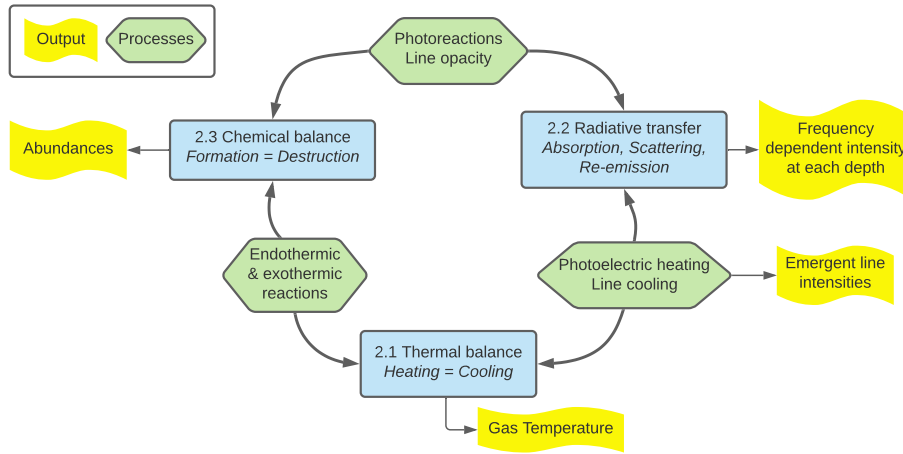 Output
Processes
Photoreactions
Line opacity
2.3 Chemical balance
Formation = Destruction
Abundances
2.2 Radiative transfer
Absorption, Scattering,
Re-emission
Frequency
dependent intensity
at each depth
Endothermic
& exothermic
reactions
Photoelectric heating
Line cooling
Emergent line
intensities
2.1 Thermal balance
Heating = Cooling
Gas Temperature